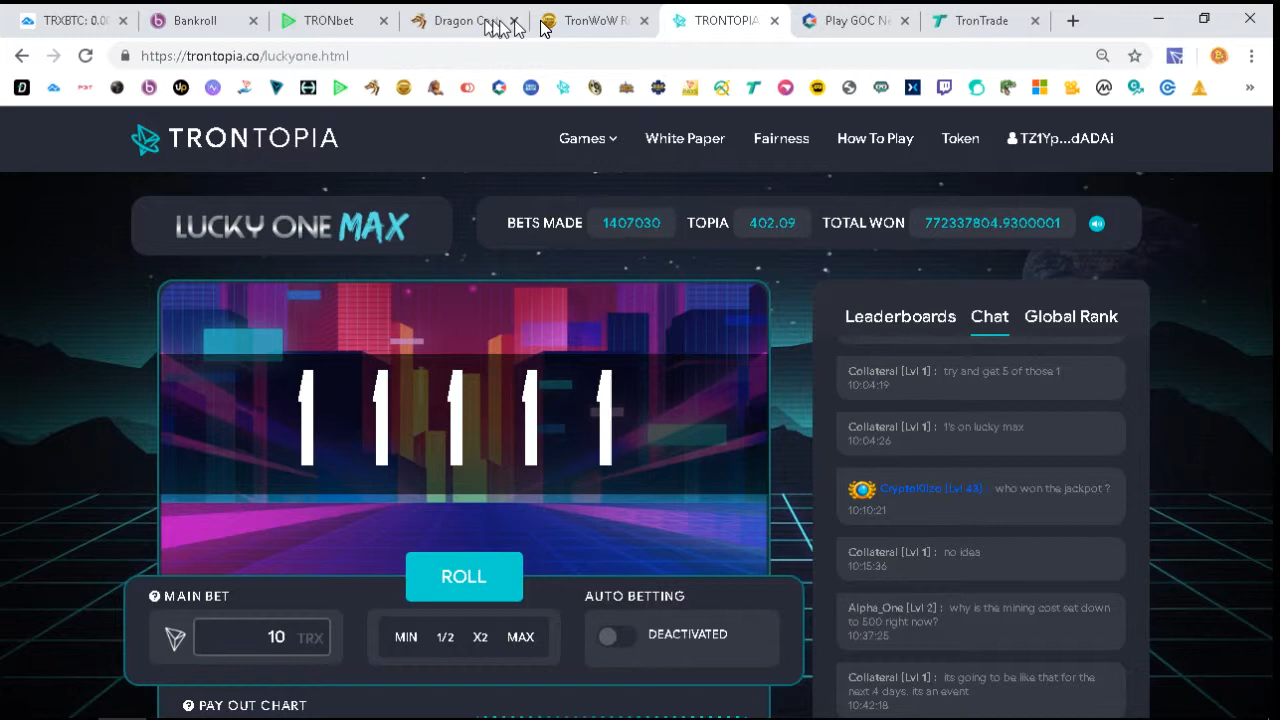 TRXBTC: 0.00
Bankroll
TRONbet
Dragon
TronWoW R
TRONTOPIA
Play GOC Ne
TronTrade
https://trontopia.co/luckyone.html
TRONTOPIA
Games
White Paper
Fairness
How To Play
Token
TZ1Yp...dADAi
LUCKY ONE MAX
BETS MADE 1407030 TOPIA 402.09 TOTAL WON 772337804.9300001
Leaderboards Chat Global Rank
1 1 1 1 1
Collateral [Lvl 1] : try and get 5 of those 1
10:04:19
Collateral [Lvl 1] : 1's on lucky max
10:04:26
CryptoKlizo (Lvl 43) who won the jackpot ?
10:10:21
Collateral [Lvl 1] : no idea
10:15:36
Alpha_One [Lvl 2] : why is the mining cost set down
to 500 right now?
10:37:25
Collateral [Lvl 1] : its going to be like that for the
next 4 days. its an event
10:42:18
ROLL
MAIN BET
10 TRX
MIN 1/2 X2 MAX
AUTO BETTING
DEACTIVATED
PAY OUT CHART